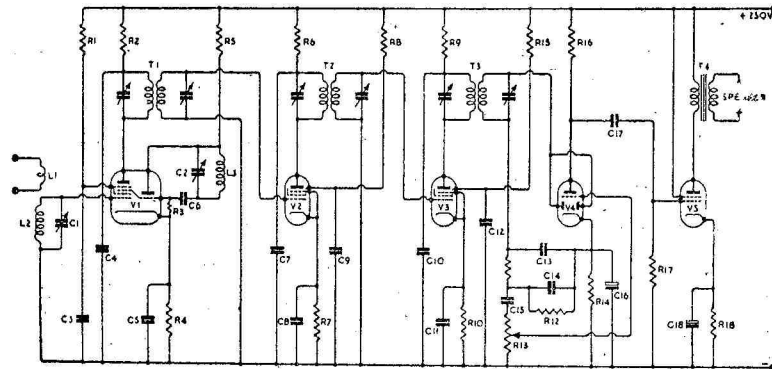 + 250V
R1
R2
R5
R6
R8
R9
R15
R16
T1
T2
T3
T4
C17
L1
C2
L3
V1
R3
C6
L2
C1
V2
V3
V4
V5
C4
C7
C9
C10
C12
C13
C14
R14
C16
R17
C3
C5
R4
C8
R7
C11
R10
C15
R12
R13
C18
R18
-